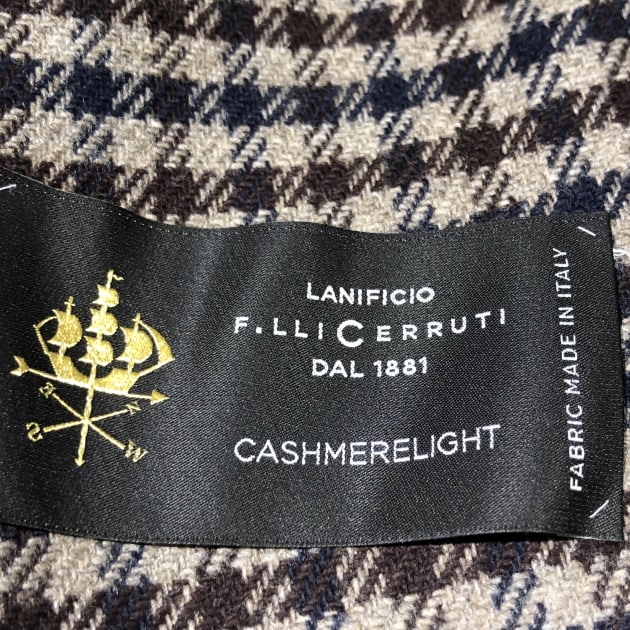 LANIFICIO
F.LLI CERRUTI
DAL 1881
CASHMERELIGHT
FABRIC MADE IN ITALY
N
N
S
W